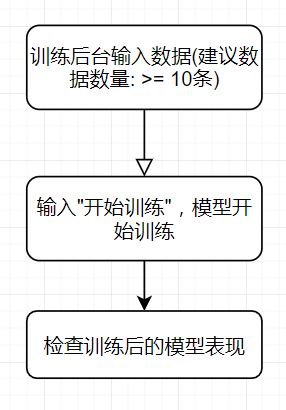 训练后台输入数据(建议数
据数量: >= 10条)
输入"开始训练"，模型开
始训练
检查训练后的模型表现